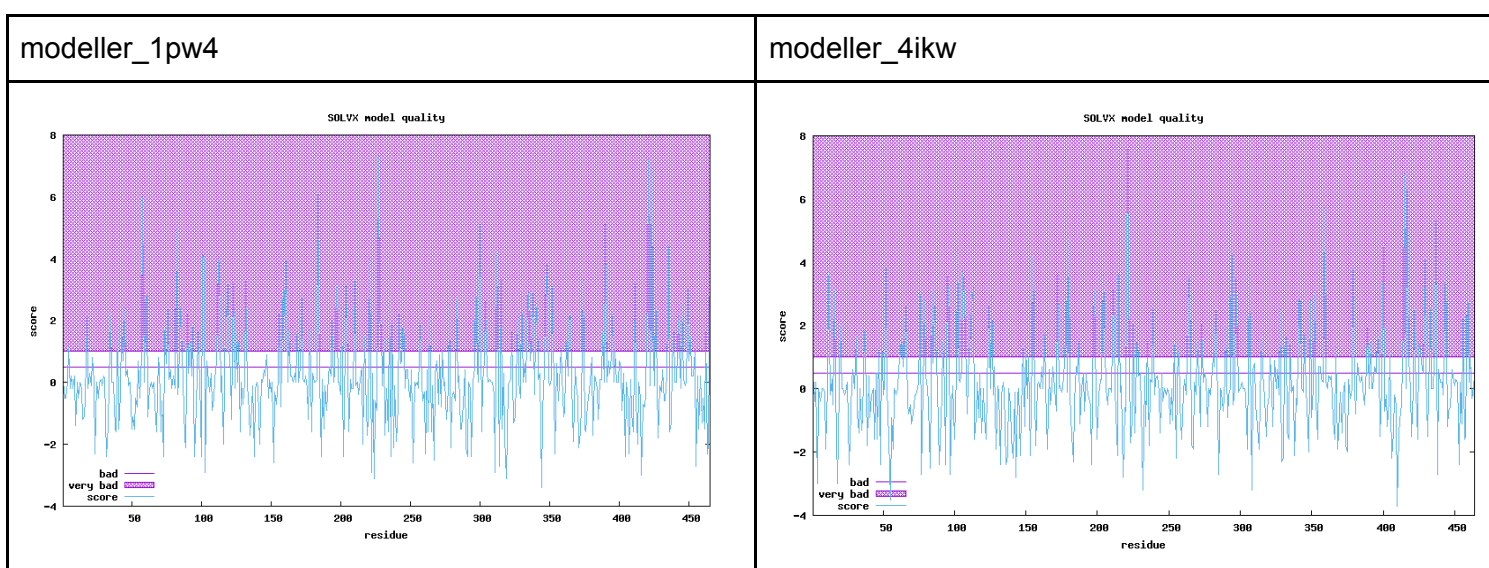 modeller_1pw4
modeller_4ikw
SOLVX model quality
8
6
4
2
0
-2
-4
score
bad
very bad
score
50
100
150
200
250
300
350
400
450
residue
SOLVX model quality
8
6
4
2
0
-2
-4
score
bad
very bad
score
50
100
150
200
250
300
350
400
450
residue